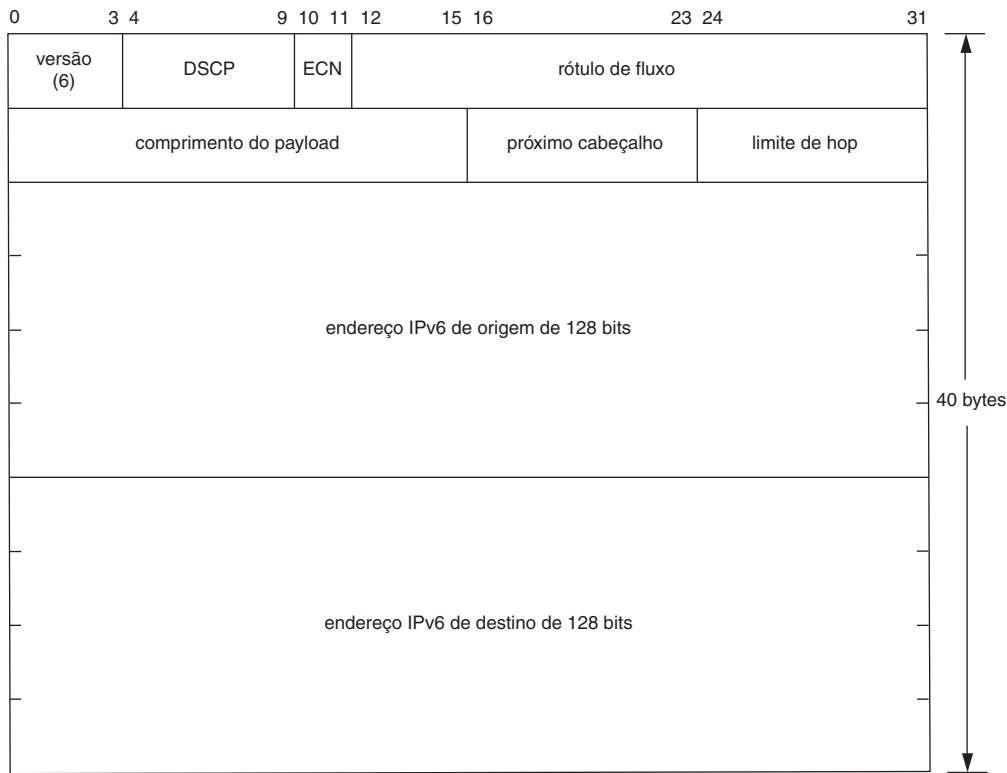 0 3 4 9 10 11 12 15 16 23 24 31
versão
(6)
DSCP
ECN
rótulo de fluxo
comprimento do payload
próximo cabeçalho
limite de hop
endereço IPv6 de origem de 128 bits
40 bytes
endereço IPv6 de destino de 128 bits